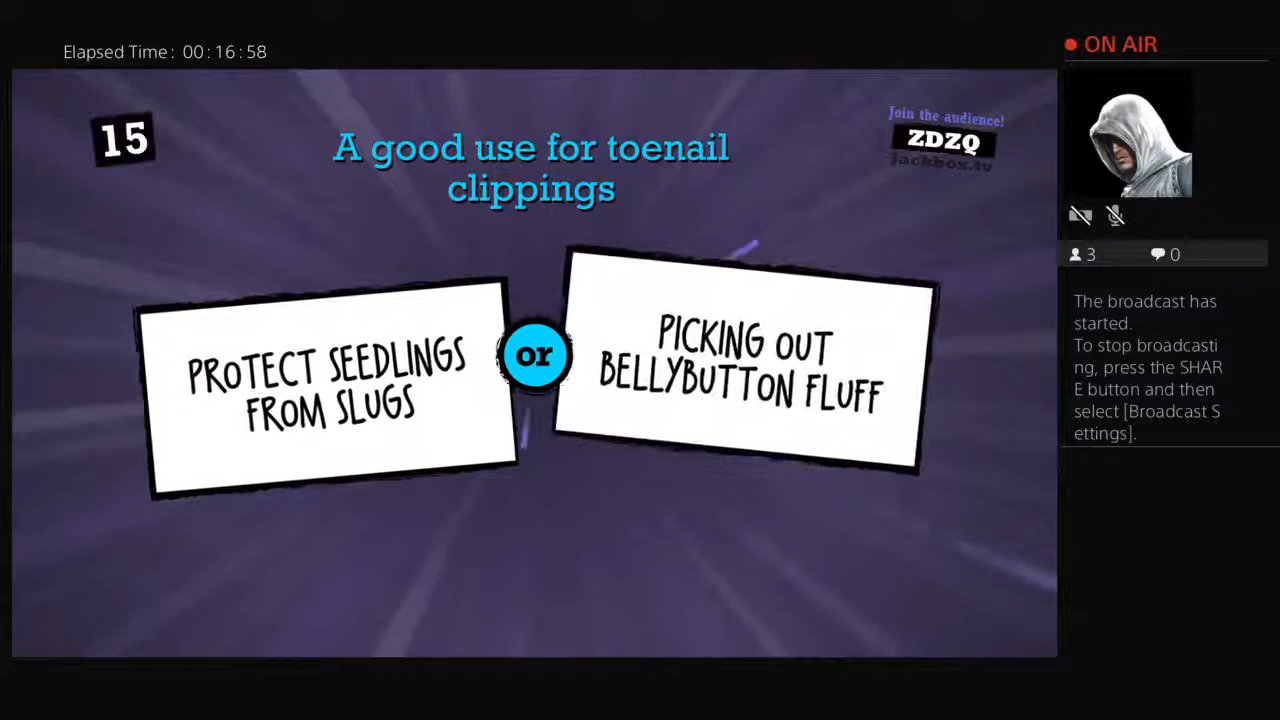 Elapsed Time: 00:16:58
ON AIR
15
A good use for toenail
clippings
Join the audience!
ZDZQ
jackbox.tv
PROTECT SEEDLINGS
FROM SLUGS
or
PICKING OUT
BELLYBUTTON FLUFF
3
0
The broadcast has
started.
To stop broadcasti
ng, press the SHAR
E button and then
select [Broadcast S
ettings].